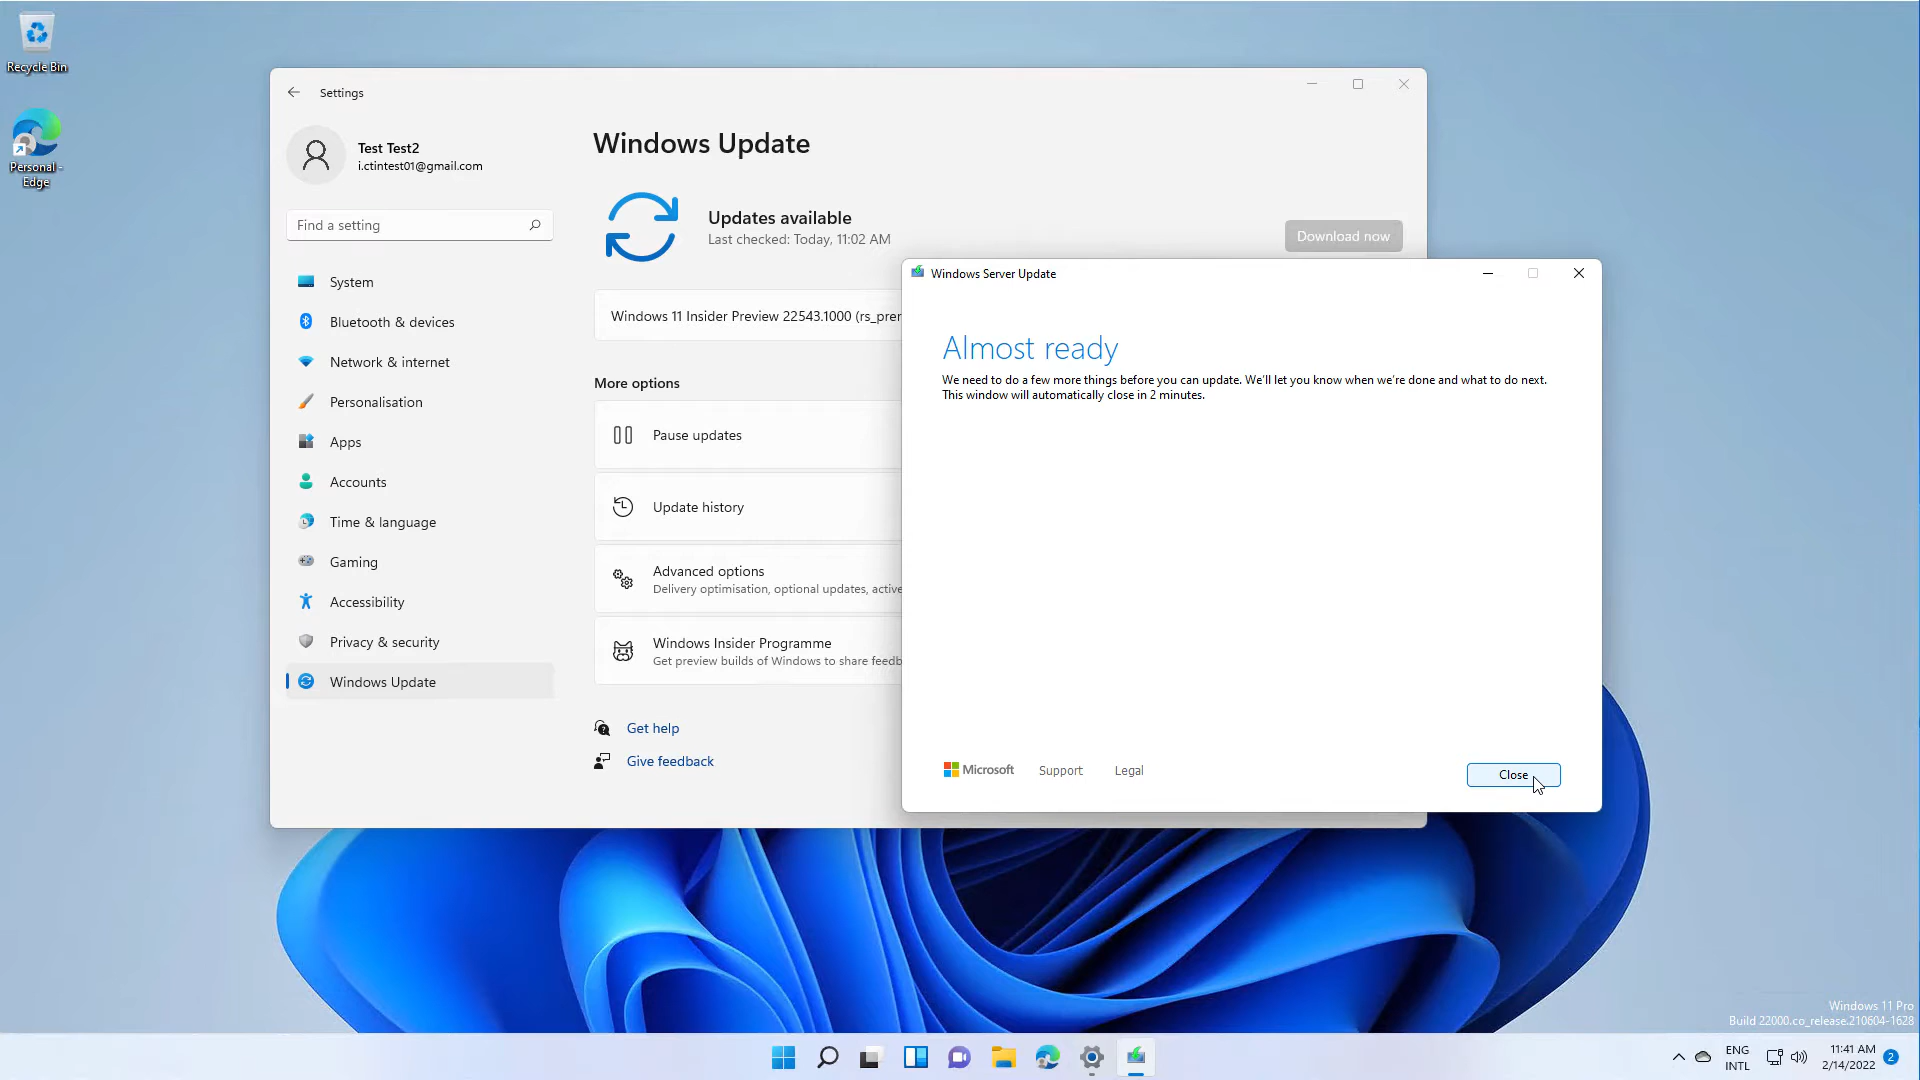 Recycle Bin
Personal -
Edge
Settings
Test Test2
i.ctintest01@gmail.com
Find a setting
System
Bluetooth & devices
Network & internet
Personalisation
Apps
Accounts
Time & language
Gaming
Accessibility
Privacy & security
Windows Update
Windows Update
Updates available
Last checked: Today, 11:02 AM
Download now
Windows 11 Insider Preview 22543.1000 (rs_prer
More options
Pause updates
Update history
Advanced options
Delivery optimisation, optional updates, active
Windows Insider Programme
Get preview builds of Windows to share feedb
Get help
Give feedback
Windows Server Update
Almost ready
We need to do a few more things before you can update. We'll let you know when we're done and what to do next.
This window will automatically close in 2 minutes.
Microsoft
Support
Legal
Close
Windows 11 Pro
Build 22000.co_release.210604-1628
ENG
INTL
11:41 AM
2/14/2022
2